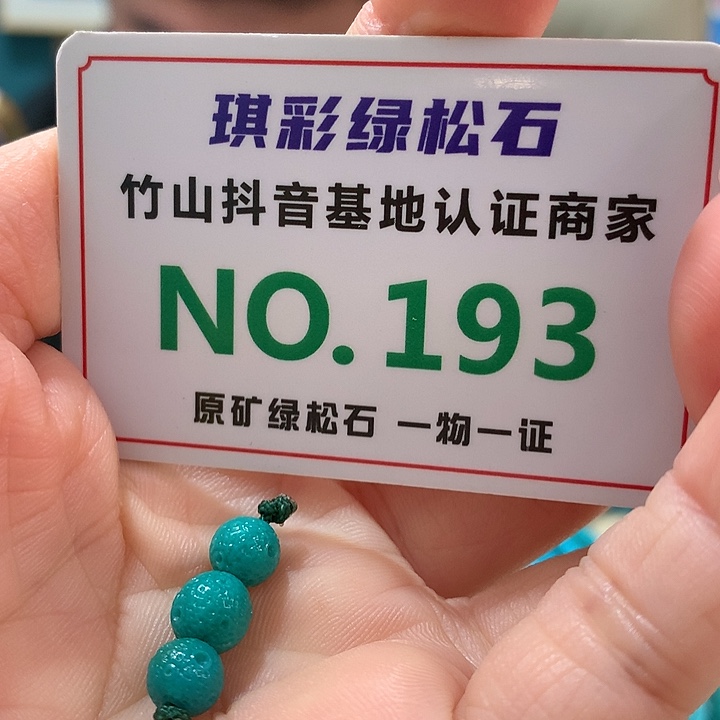 琪彩绿松石
竹山抖音基地认证商家
NO.193
原矿绿松石 一物一证